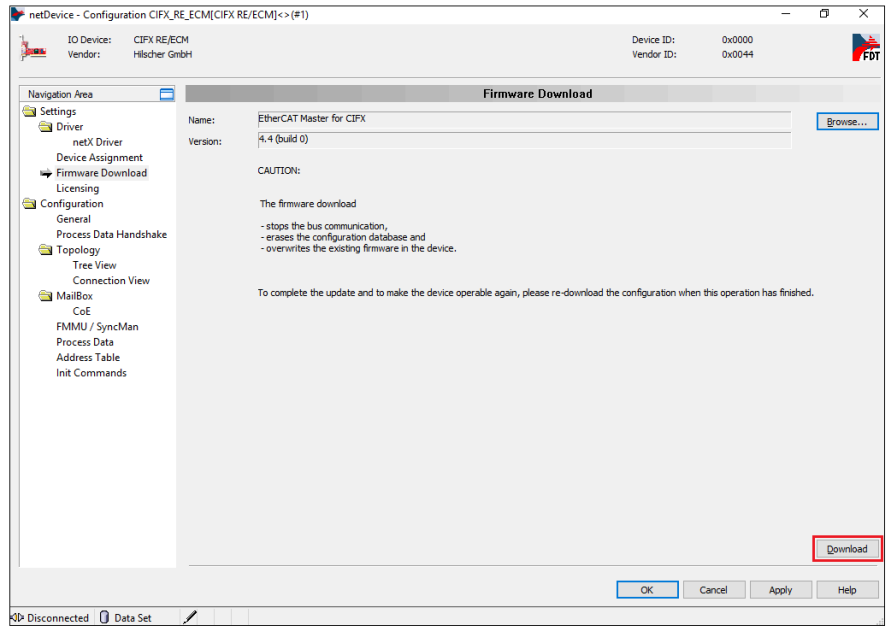 netDevice - Configuration CIFX_RE_ECM[CIFX RE/ECM]<>(#1)
IO Device: CIFX RE/ECM Device ID: 0x0000
Vendor: Hilscher GmbH Vendor ID: 0x0044
FDT
Navigation Area
Settings
Driver
netX Driver
Device Assignment
Firmware Download
Licensing
Configuration
General
Process Data Handshake
Topology
Tree View
Connection View
MailBox
CoE
FMMU / SyncMan
Process Data
Address Table
Init Commands
Firmware Download
Name: EtherCAT Master for CIFX Browse...
Version: 4.4 (build 0)
CAUTION:
The firmware download
- stops the bus communication,
- erases the configuration database and
- overwrites the existing firmware in the device.
To complete the update and to make the device operable again, please re-download the configuration when this operation has finished.
Download
OK Cancel Apply Help
Disconnected Data Set